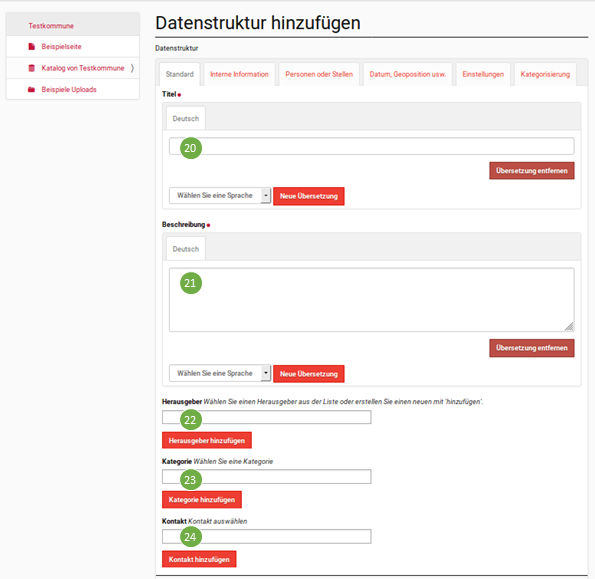 Testkommune
Beispielseite
Katalog von Testkommune
Beispiele Uploads
Datenstruktur hinzufügen
Datenstruktur
Standard Interne Information Personen oder Stellen Datum, Geoposition usw. Einstellungen Kategorisierung
Titel
Deutsch
20
Übersetzung entfernen
Wählen Sie eine Sprache Neue Übersetzung
Beschreibung
Deutsch
21
Übersetzung entfernen
Wählen Sie eine Sprache Neue Übersetzung
Herausgeber Wählen Sie einen Herausgeber aus der Liste oder erstellen Sie einen neuen mit 'hinzufügen'.
22
Herausgeber hinzufügen
Kategorie Wählen Sie eine Kategorie
23
Kategorie hinzufügen
Kontakt Kontakt auswählen
24
Kontakt hinzufügen